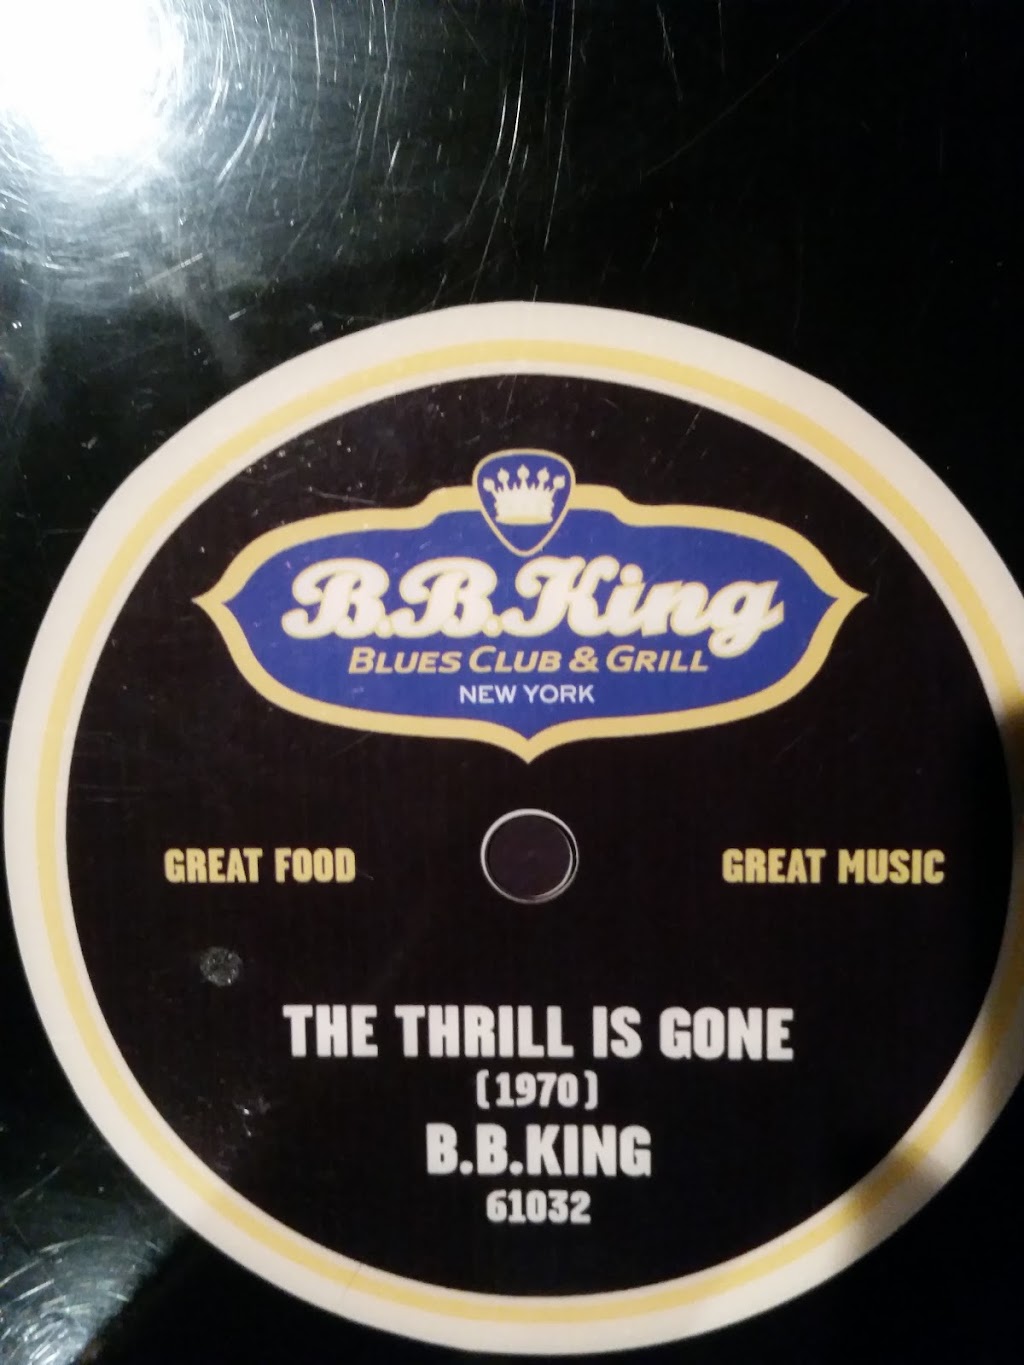 B.B.King
BLUES CLUB & GRILL
NEW YORK
GREAT FOOD
GREAT MUSIC
THE THRILL IS GONE
(1970)
B.B.KING
61032